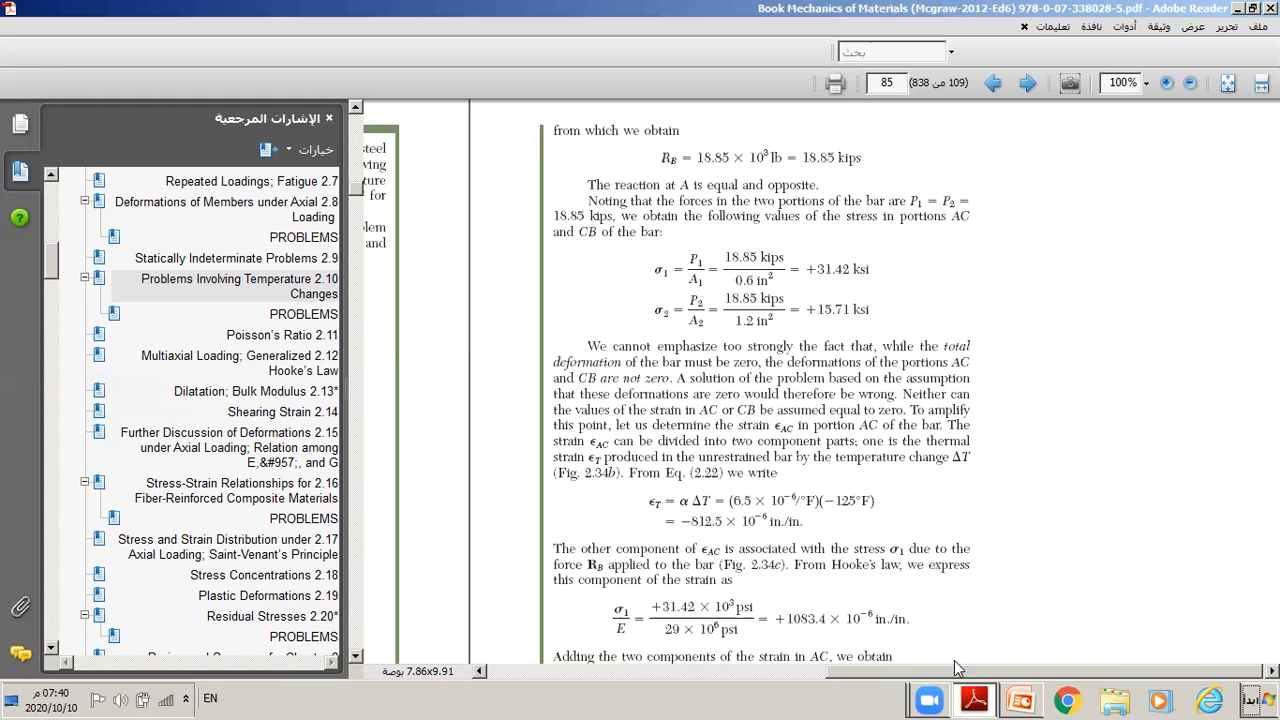 Book Mechanics of Materials (Mcgraw-2012-Ed6) 978-0-07-338028-5.pdf - Adobe Reader
ملف تحرير عرض وثيقة أدوات نافذة تعليمات
بحث
85 (109 من 838) 100%
الإشارات المرجعية
خيارات
Repeated Loadings; Fatigue 2.7
Deformations of Members under Axial 2.8
Loading
PROBLEMS
Statically Indeterminate Problems 2.9
Problems Involving Temperature 2.10
Changes
PROBLEMS
Poisson's Ratio 2.11
Multiaxial Loading; Generalized 2.12
Hooke's Law
Dilatation; Bulk Modulus 2.13*
Shearing Strain 2.14
Further Discussion of Deformations 2.15
under Axial Loading; Relation among
E,&#957;, and G
Stress-Strain Relationships for 2.16
Fiber-Reinforced Composite Materials
PROBLEMS
Stress and Strain Distribution under 2.17
Axial Loading; Saint-Venant's Principle
Stress Concentrations 2.18
Plastic Deformations 2.19
Residual Stresses 2.20*
PROBLEMS
steel
for
and
from which we obtain
R_B = 18.85 × 10³ lb = 18.85 kips
The reaction at A is equal and opposite.
Noting that the forces in the two portions of the bar are P₁ = P₂ =
18.85 kips, we obtain the following values of the stress in portions AC
and CB of the bar:
σ₁ = P₁/A₁ = 18.85 kips/0.6 in² = +31.42 ksi
σ₂ = P₂/A₂ = 18.85 kips/1.2 in² = +15.71 ksi
We cannot emphasize too strongly the fact that, while the total
deformation of the bar must be zero, the deformations of the portions AC
and CB are not zero. A solution of the problem based on the assumption
that these deformations are zero would therefore be wrong. Neither can
the values of the strain in AC or CB be assumed equal to zero. To amplify
this point, let us determine the strain ϵ_AC in portion AC of the bar. The
strain ϵ_AC can be divided into two component parts; one is the thermal
strain ϵ_T produced in the unrestrained bar by the temperature change ΔT
(Fig. 2.34b). From Eq. (2.22) we write
ϵ_T = α ΔT = (6.5 × 10⁻⁶/°F)(−125°F)
= −812.5 × 10⁻⁶ in./in.
The other component of ϵ_AC is associated with the stress σ₁ due to the
force R_B applied to the bar (Fig. 2.34c). From Hooke's law, we express
this component of the strain as
σ₁/E = +31.42 × 10³ psi/29 × 10⁶ psi = +1083.4 × 10⁻⁶ in./in.
Adding the two components of the strain in AC, we obtain
7.86x9.91 بوصة
07:40 م
2020/10/10
EN
ابدأ